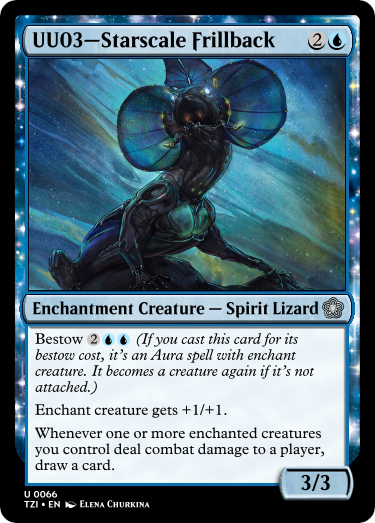 UU03—Starscale Frillback 2
Enchantment Creature — Spirit Lizard
Bestow 2 (If you cast this card for its
bestow cost, it's an Aura spell with enchant
creature. It becomes a creature again if it's not
attached.)
Enchant creature gets +1/+1.
Whenever one or more enchanted creatures
you control deal combat damage to a player,
draw a card.
3/3
U 0066
TZI • EN Elena Churkina